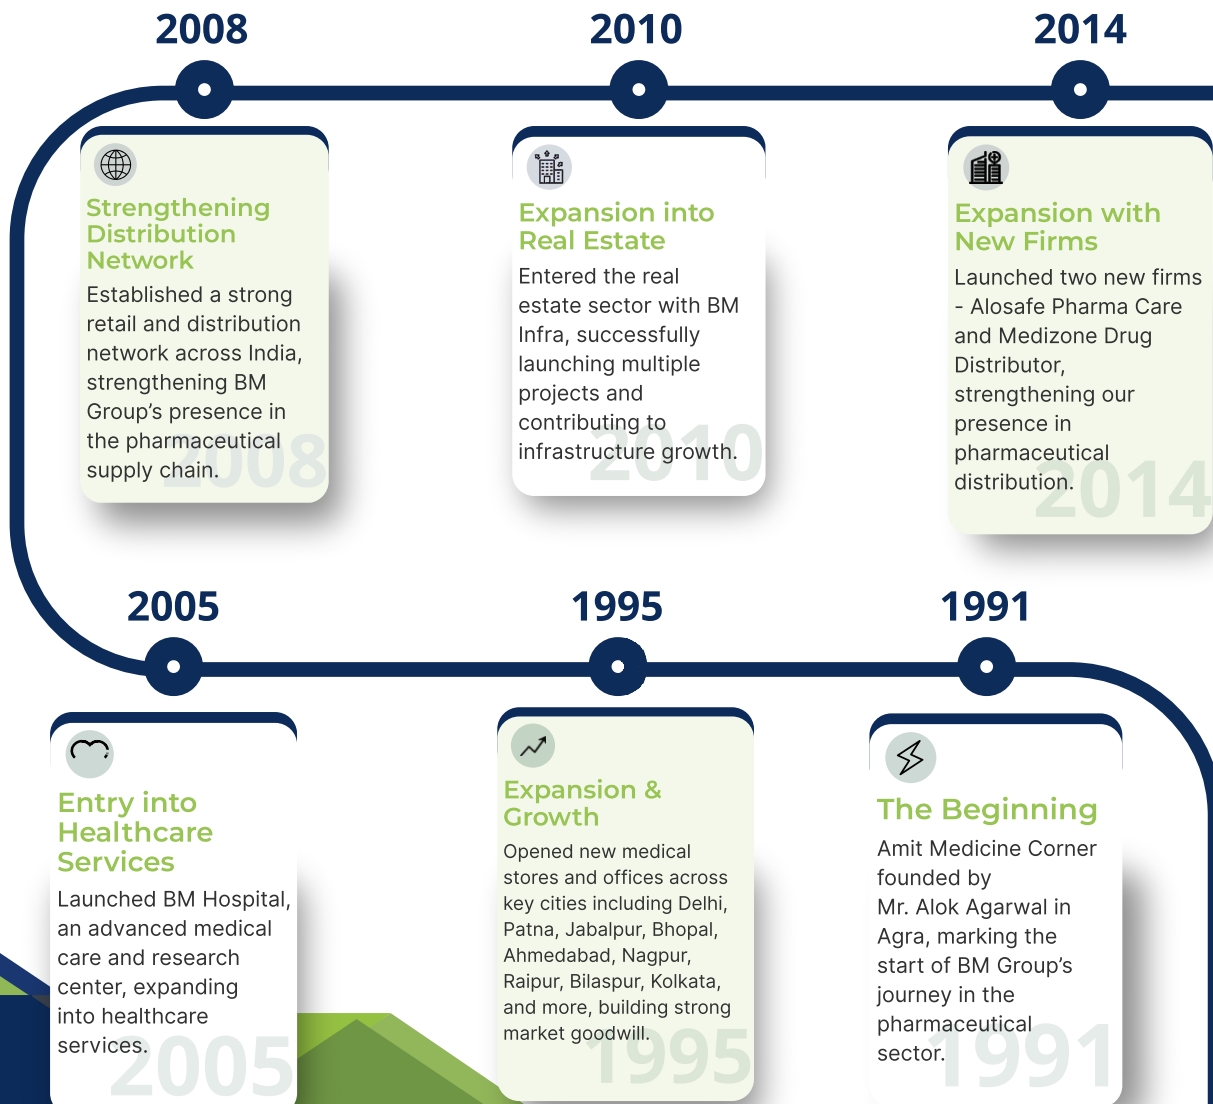 2008
2010
2014
Strengthening
Distribution
Network
Established a strong
retail and distribution
network across India,
strengthening BM
Group’s presence in
the pharmaceutical
supply chain.
2008
Expansion into
Real Estate
Entered the real
estate sector with BM
Infra, successfully
launching multiple
projects and
contributing to
infrastructure growth.
2010
Expansion with
New Firms
Launched two new firms
- Alosafe Pharma Care
and Medizone Drug
Distributor,
strengthening our
presence in
pharmaceutical
distribution.
2014
2005
1995
1991
Entry into
Healthcare
Services
Launched BM Hospital,
an advanced medical
care and research
center, expanding
into healthcare
services.
2005
Expansion &
Growth
Opened new medical
stores and offices across
key cities including Delhi,
Patna, Jabalpur, Bhopal,
Ahmedabad, Nagpur,
Raipur, Bilaspur, Kolkata,
and more, building strong
market goodwill.
1995
The Beginning
Amit Medicine Corner
founded by
Mr. Alok Agarwal in
Agra, marking the
start of BM Group’s
journey in the
pharmaceutical
sector.
1991